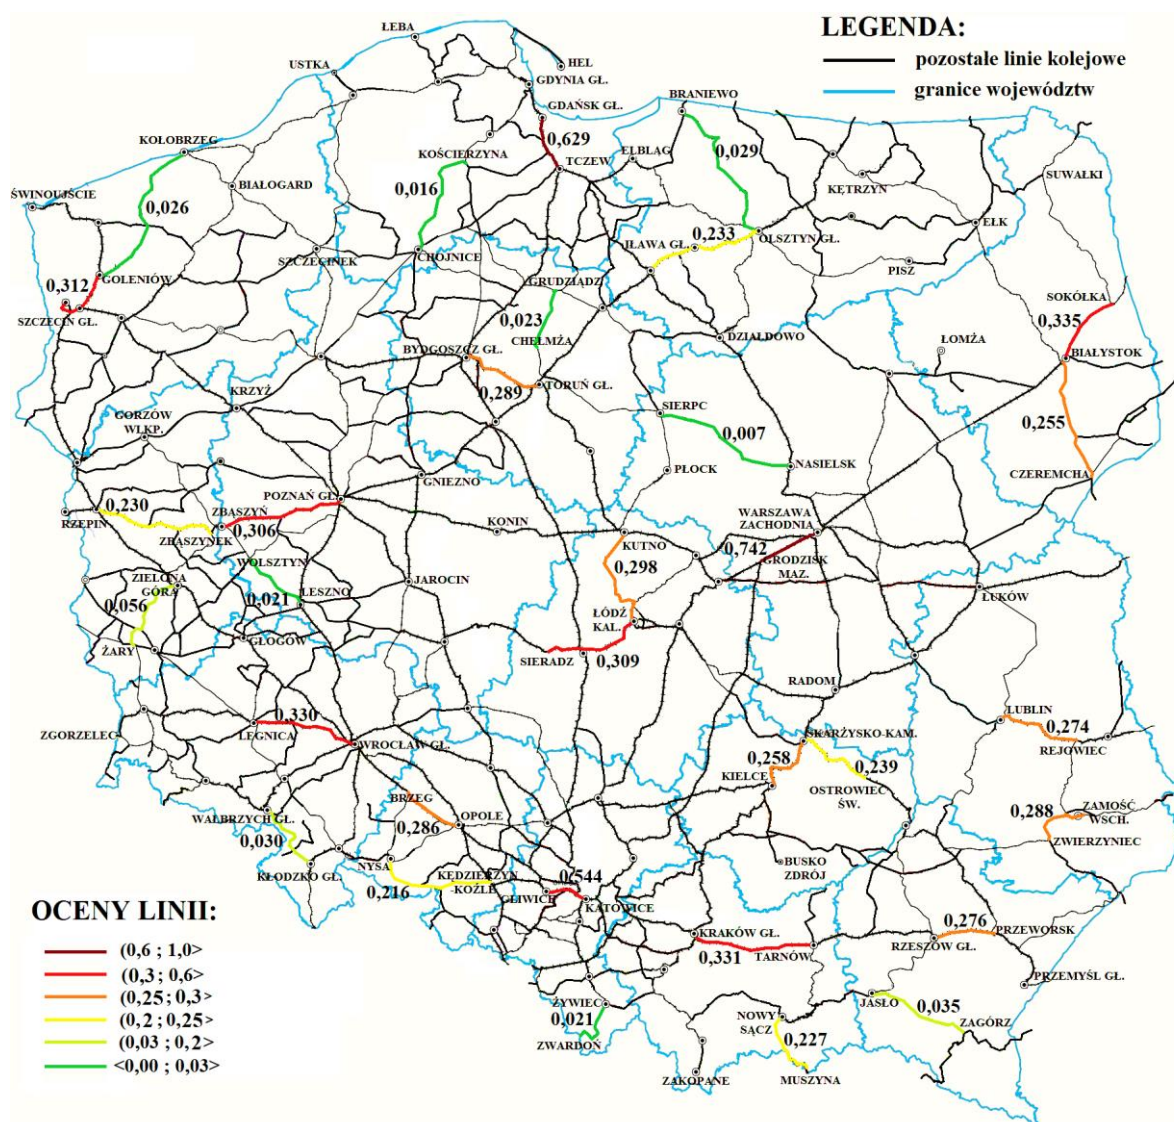 LEGENDA:
pozostałe linie kolejowe
granice województw
ŁEBA
USTKA
HEL
GDYNIA GŁ.
GDAŃSK GŁ.
0,629
TCZEW
BRANIEWO
0,029
ELBLĄG
KĘTRZYN
SUWAŁKI
EŁK
KOŁOBRZEG
KOŚCIERZYNA
0,016
BIAŁOGARD
ŚWINOUJŚCIE
0,026
0,233
OLSZTYN GŁ.
IŁAWA GŁ.
PISZ
SZCZECINEK
CHOJNICE
GOLENIÓW
0,312
SZCZECIN GŁ.
GRUDZIĄDZ
0,023
CHEŁMŻA
SOKÓŁKA
0,335
BIAŁYSTOK
DZIAŁDOWO
ŁOMŻA
BYDGOSZCZ GŁ.
0,289
TORUŃ GŁ.
KRZYŻ
GORZÓW
WLKP.
SIERPC
0,007
NASIELSK
0,255
CZEREMCHA
PŁOCK
GNIEZNO
POZNAŃ GŁ.
0,230
RZEPIN
ZBĄSZYŃ
0,306
ZBĄSZYNEK
KONIN
WARSZAWA
ZACHODNIA
KUTNO
0,742
GRODZISK
MAZ.
0,298
WOLSZTYN
0,021
LESZNO
JAROCIN
ZIELONA
GÓRA
0,056
ŁUKÓW
ŁÓDŹ
KAL.
GŁOGÓW
ŻARY
SIERADZ
0,309
RADOM
ZGORZELEC
LEGNICA
0,330
WROCŁAW GŁ.
LUBLIN
0,274
REJOWIEC
SKARŻYSKO-KAM.
0,258
KIELCE
0,239
OSTROWIEC
ŚW.
BRZEG
0,286
OPOLE
WAŁBRZYCH GŁ.
0,030
KŁODZKO GŁ.
0,288
ZAMOŚĆ
WSCH.
ZWIERZYNIEC
NYSA
0,216
KĘDZIERZYN
KOŹLE
GLIWICE
0,544
KATOWICE
BUSKO
ZDRÓJ
KRAKÓW GŁ.
0,331
TARNÓW
0,276
RZESZÓW GŁ.
PRZEWORSK
PRZEMYŚL GŁ.
ŻYWIEC
0,021
ZWARDOŃ
NOWY
SĄCZ
0,227
MUSZYNA
ZAKOPANE
JASŁO
0,035
ZAGÓRZ
OCENY LINII:
(0,6 ; 1,0>
(0,3 ; 0,6>
(0,25 ; 0,3>
(0,2 ; 0,25>
(0,03 ; 0,2>
<0,00 ; 0,03>